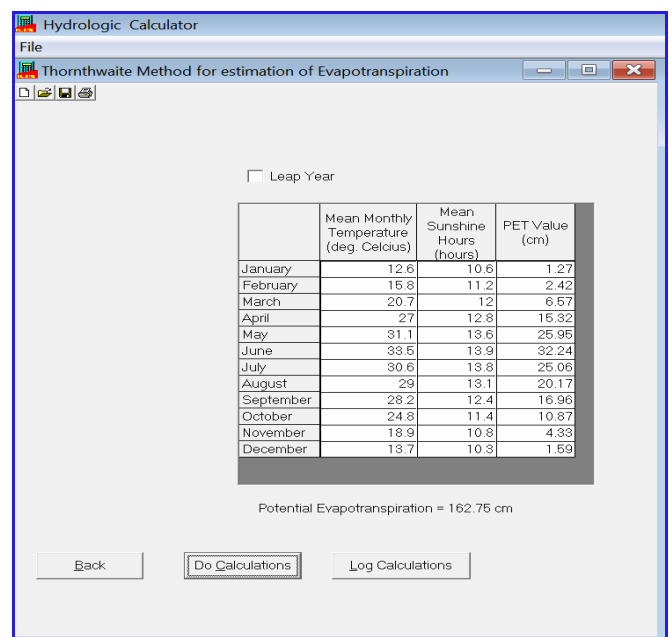 Hydrologic Calculator
File
Thornthwaite Method for estimation of Evapotranspiration
Leap Year
Mean Monthly Temperature (deg. Celcius) Mean Sunshine Hours (hours) PET Value (cm)
January 12.6 10.6 1.27
February 15.8 11.2 2.42
March 20.7 12 6.57
April 27 12.8 15.32
May 31.1 13.6 25.95
June 33.5 13.9 32.24
July 30.6 13.8 25.06
August 29 13.1 20.17
September 28.2 12.4 16.96
October 24.8 11.4 10.87
November 18.9 10.8 4.33
December 13.7 10.3 1.59
Potential Evapotranspiration = 162.75 cm
Back Do Calculations Log Calculations